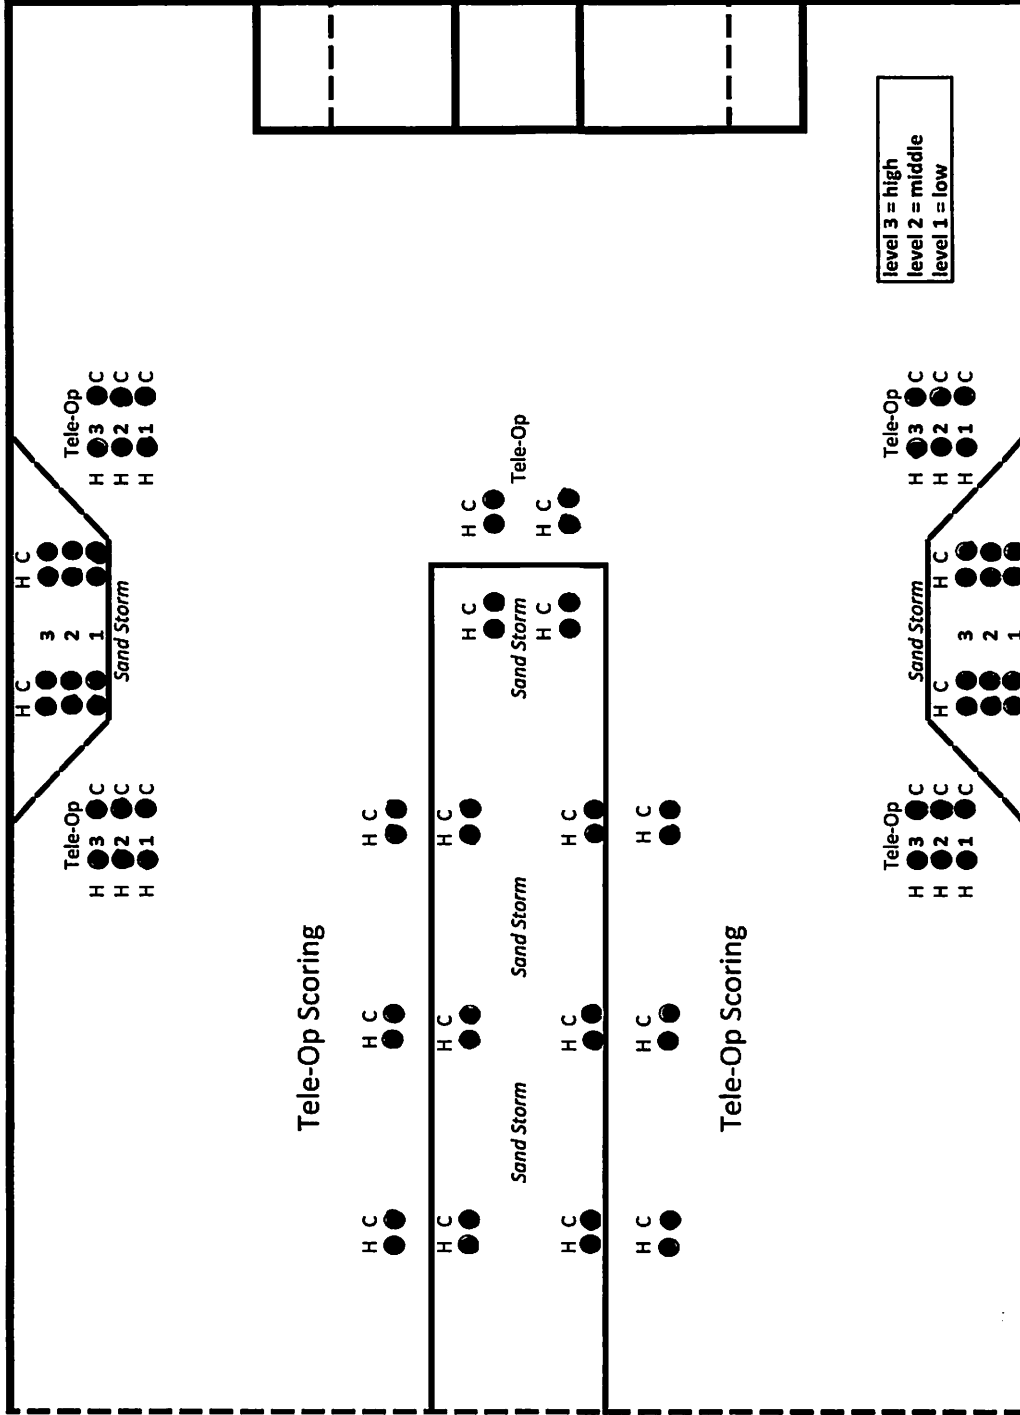 H C H C
3
2
1
Sand Storm
Tele-Op
H 3 C
H 2 C
H 1 C
Tele-Op
H 3 C
H 2 C
H 1 C
Tele-Op Scoring
H C H C H C
H C H C H C
H C H C
Sand Storm Sand Storm Sand Storm Tele-Op
H C H C
H C H C H C
H C H C H C
Tele-Op Scoring
level 3 = high
level 2 = middle
level 1 = low
Tele-Op
H 3 C
H 2 C
H 1 C
Sand Storm
H C H C
3
2
1
Tele-Op
H 3 C
H 2 C
H 1 C